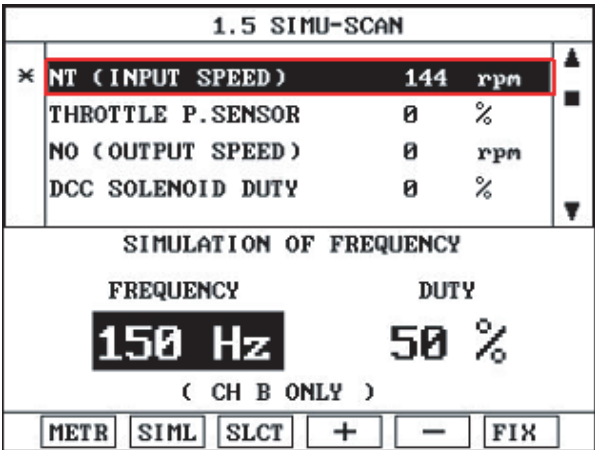 1.5 SIMU-SCAN
* NT (INPUT SPEED) 144 rpm
THROTTLE P.SENSOR 0 %
NO (OUTPUT SPEED) 0 rpm
DCC SOLENOID DUTY 0 %
SIMULATION OF FREQUENCY
FREQUENCY DUTY
150 Hz 50 %
( CH B ONLY )
METR SIML SLCT + - FIX